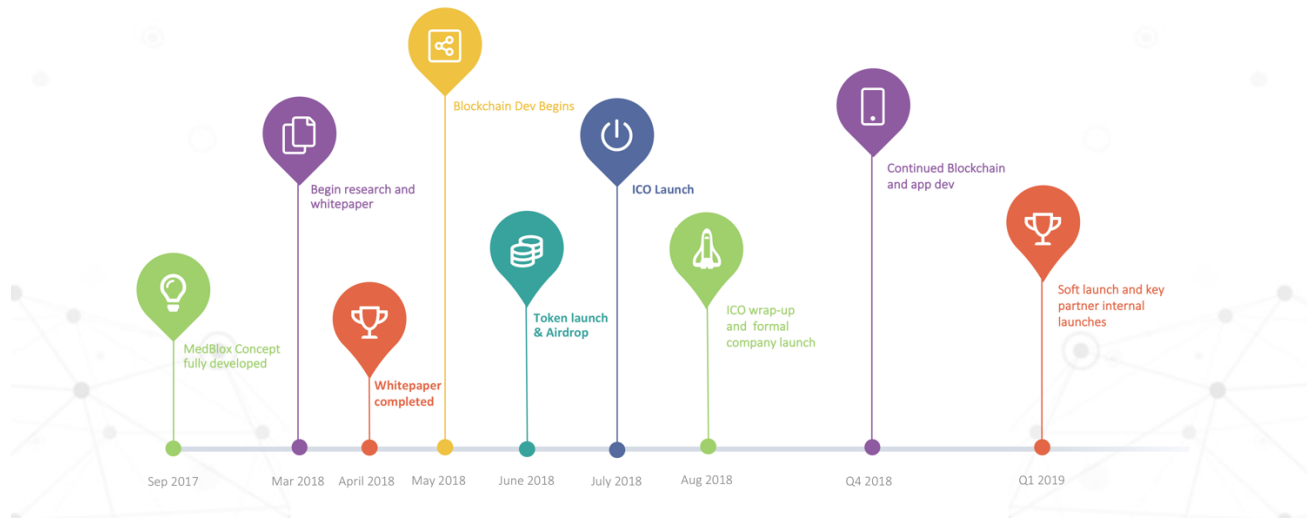 Blockchain Dev Begins
Continued Blockchain
and app dev
Begin research and
whitepaper
ICO Launch
Soft launch and key
partner internal
launches
Token launch
& Airdrop
ICO wrap-up
and formal
company launch
MedBlox Concept
fully developed
Whitepaper
completed
Sep 2017
Mar 2018
April 2018
May 2018
June 2018
July 2018
Aug 2018
Q4 2018
Q1 2019